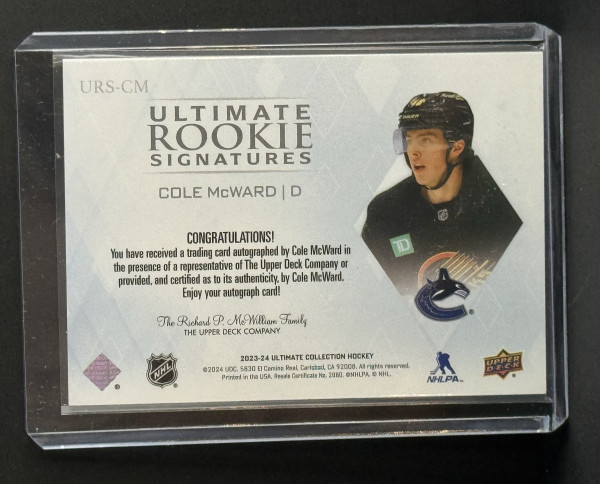 URS-CM
ULTIMATE
ROOKIE
SIGNATURES
COLE McWARD | D
CONGRATULATIONS!
You have received a trading card autographed by Cole McWard in
the presence of a representative of The Upper Deck Company or
provided, and certified as to its authenticity, by Cole McWard.
Enjoy your autograph card!
The Richard P. McWilliam Family
THE UPPER DECK COMPANY
2023-24 ULTIMATE COLLECTION HOCKEY
©2024 UDC. 5830 El Camino Real, Carlsbad, CA 92008. All rights reserved.
Printed in the USA. Resale Certificate No. 3960. ©NHLPA. © NHL.
TD
NHL
®
NHLPA™
UPPER
DECK